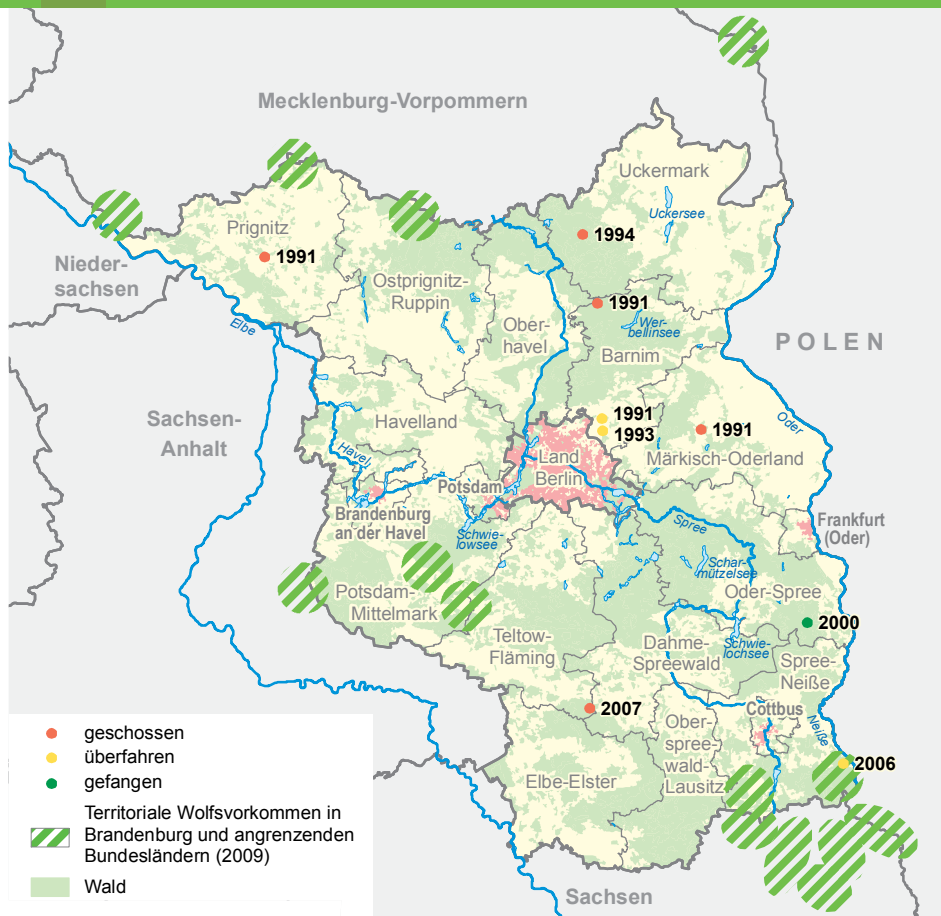 Mecklenburg-Vorpommern
Uckermark
Uckersee
Prignitz
1994
1991
Nieder-
sachsen
Ostprignitz-
Ruppin
1991
Wer-
bellinsee
Elbe
Ober-
havel
Barnim
POLEN
Sachsen-
Anhalt
Havelland
1991
1993
1991
Oder
Märkisch-Oderland
Land
Berlin
Havel
Potsdam
Brandenburg
an der Havel
Schwie-
lowsee
Spree
Frankfurt
(Oder)
Schar-
mützelsee
Oder-Spree
Potsdam-
Mittelmark
2000
Teltow-
Fläming
Dahme-
Spreewald
Schwie-
lochsee
Spree-
Neiße
2007
Cottbus
Neiße
Ober-
spree-
wald-
Lausitz
2006
Elbe-Elster
Sachsen
geschossen
überfahren
gefangen
Territoriale Wolfsvorkommen in
Brandenburg und angrenzenden
Bundesländern (2009)
Wald